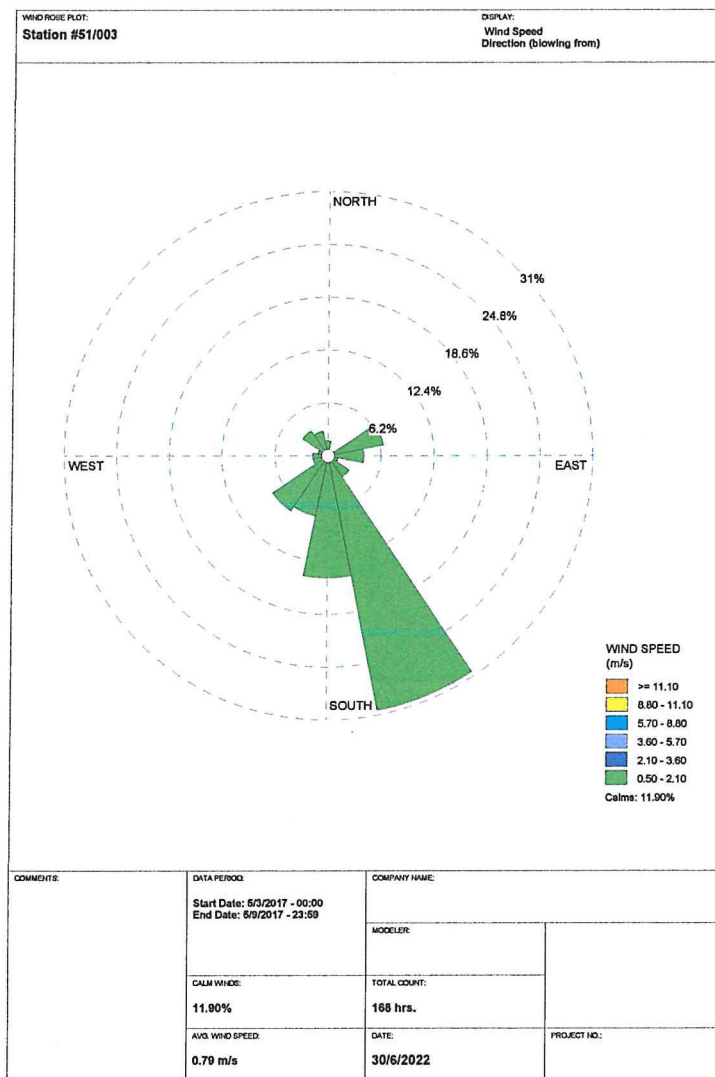 WIND ROSE PLOT:
Station #51/003
DISPLAY:
Wind Speed
Direction (blowing from)
NORTH
31%
24.8%
18.6%
12.4%
6.2%
WEST
EAST
SOUTH
WIND SPEED
(m/s)
>= 11.10
8.80 - 11.10
5.70 - 8.80
3.60 - 5.70
2.10 - 3.60
0.50 - 2.10
Calms: 11.90%
COMMENTS:
DATA PERIOD:
Start Date: 5/3/2017 - 00:00
End Date: 5/9/2017 - 23:59
COMPANY NAME:
MODELER:
CALM WINDS:
11.90%
TOTAL COUNT:
168 hrs.
AVG. WIND SPEED:
0.79 m/s
DATE:
30/6/2022
PROJECT NO.: